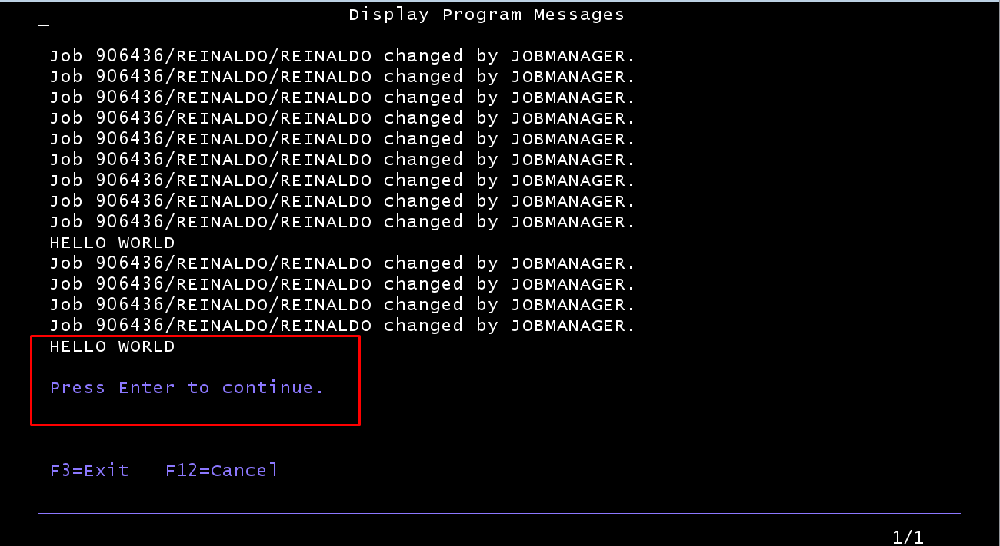 Display Program Messages
Job 906436/REINALDO/REINALDO changed by JOBMANAGER.
Job 906436/REINALDO/REINALDO changed by JOBMANAGER.
Job 906436/REINALDO/REINALDO changed by JOBMANAGER.
Job 906436/REINALDO/REINALDO changed by JOBMANAGER.
Job 906436/REINALDO/REINALDO changed by JOBMANAGER.
Job 906436/REINALDO/REINALDO changed by JOBMANAGER.
Job 906436/REINALDO/REINALDO changed by JOBMANAGER.
Job 906436/REINALDO/REINALDO changed by JOBMANAGER.
Job 906436/REINALDO/REINALDO changed by JOBMANAGER.
HELLO WORLD
Job 906436/REINALDO/REINALDO changed by JOBMANAGER.
Job 906436/REINALDO/REINALDO changed by JOBMANAGER.
Job 906436/REINALDO/REINALDO changed by JOBMANAGER.
Job 906436/REINALDO/REINALDO changed by JOBMANAGER.
HELLO WORLD
Press Enter to continue.
F3=Exit F12=Cancel
1/1